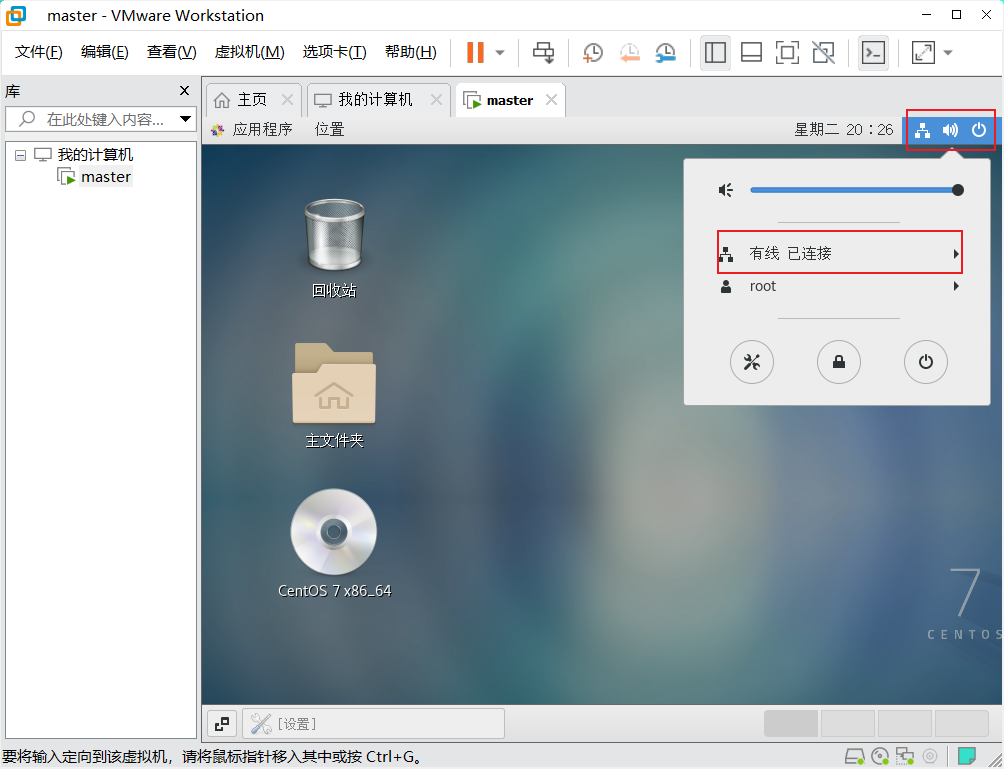 master - VMware Workstation
文件(F) 编辑(E) 查看(V) 虚拟机(M) 选项卡(T) 帮助(H)
库
在此处键入内容...
我的计算机
master
主页 我的计算机 master
应用程序 位置 星期二 20：26
有线 已连接
root
回收站
主文件夹
CentOS 7 x86_64
7
CENTOS
[设置]
要将输入定向到该虚拟机，请将鼠标指针移入其中或按 Ctrl+G。